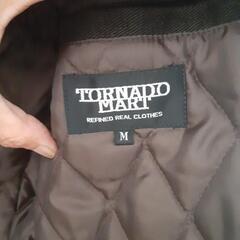 TORNADO
MART
REFINED REAL CLOTHES
M